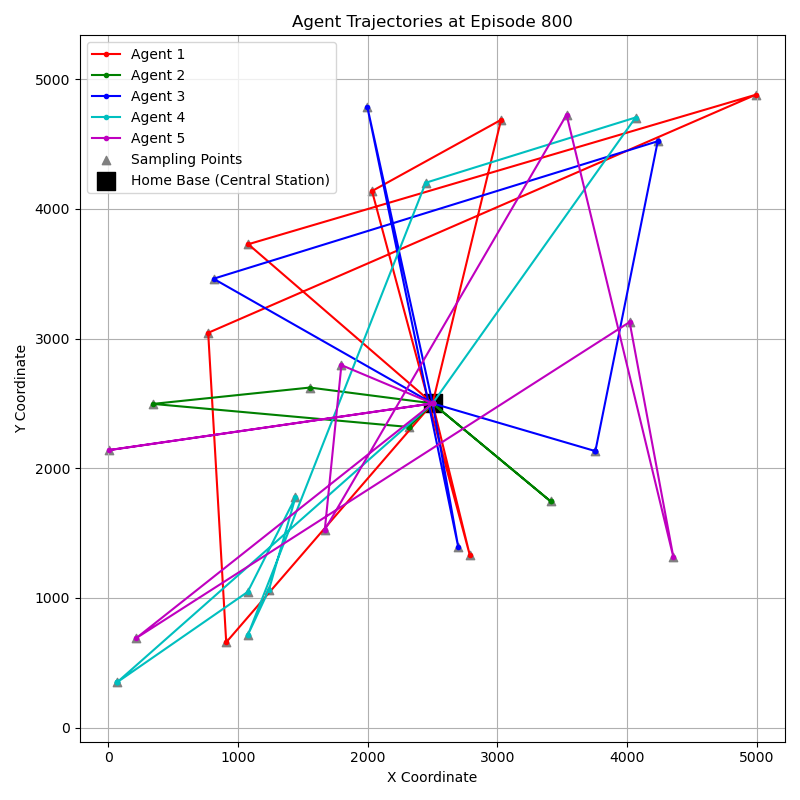 Agent Trajectories at Episode 800
Agent 1
Agent 2
Agent 3
Agent 4
Agent 5
Sampling Points
Home Base (Central Station)
5000
4000
3000
2000
1000
0
Y Coordinate
0 1000 2000 3000 4000 5000
X Coordinate